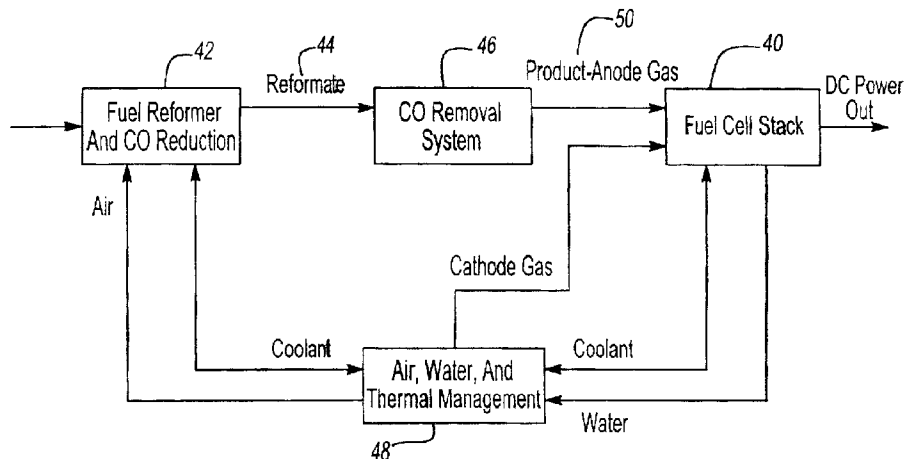 42
44
46
50
40
Reformate
Product-Anode Gas
DC Power
Out
Fuel Reformer
And CO Reduction
CO Removal
System
Fuel Cell Stack
Air
Cathode Gas
Coolant
Coolant
Air, Water, And
Thermal Management
Water
48